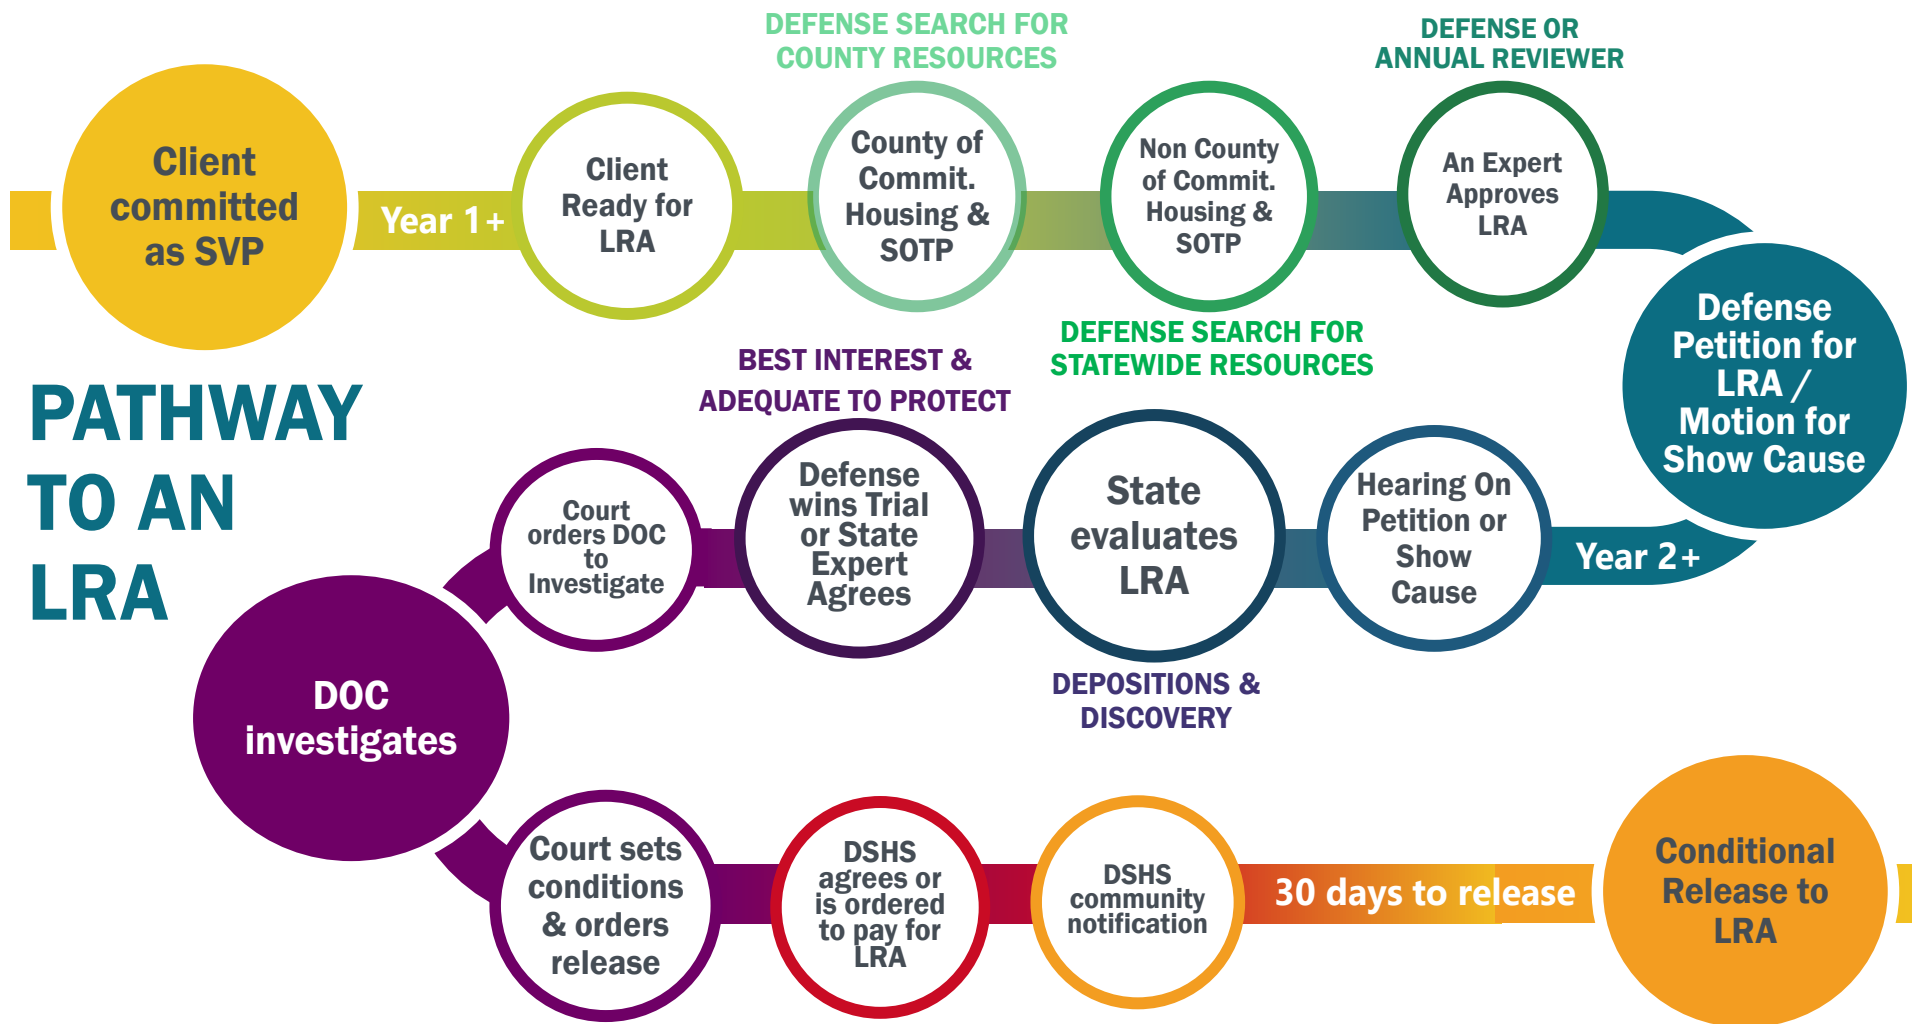 DEFENSE SEARCH FOR
COUNTY RESOURCES
DEFENSE OR
ANNUAL REVIEWER
Client
committed
as SVP
Year 1+
Client
Ready for
LRA
County of
Commit.
Housing &
SOTP
Non County
of Commit.
Housing &
SOTP
An Expert
Approves
LRA
DEFENSE SEARCH FOR
STATEWIDE RESOURCES
Defense
Petition for
LRA /
Motion for
Show Cause
PATHWAY
TO AN
LRA
Year 2+
Hearing On
Petition or
Show
Cause
State
evaluates
LRA
DEPOSITIONS &
DISCOVERY
BEST INTEREST &
ADEQUATE TO PROTECT
Defense
wins Trial
or State
Expert
Agrees
Court
orders DOC
to
Investigate
DOC
investigates
Court sets
conditions
& orders
release
DSHS
agrees or
is ordered
to pay for
LRA
DSHS
community
notification
30 days to release
Conditional
Release to
LRA